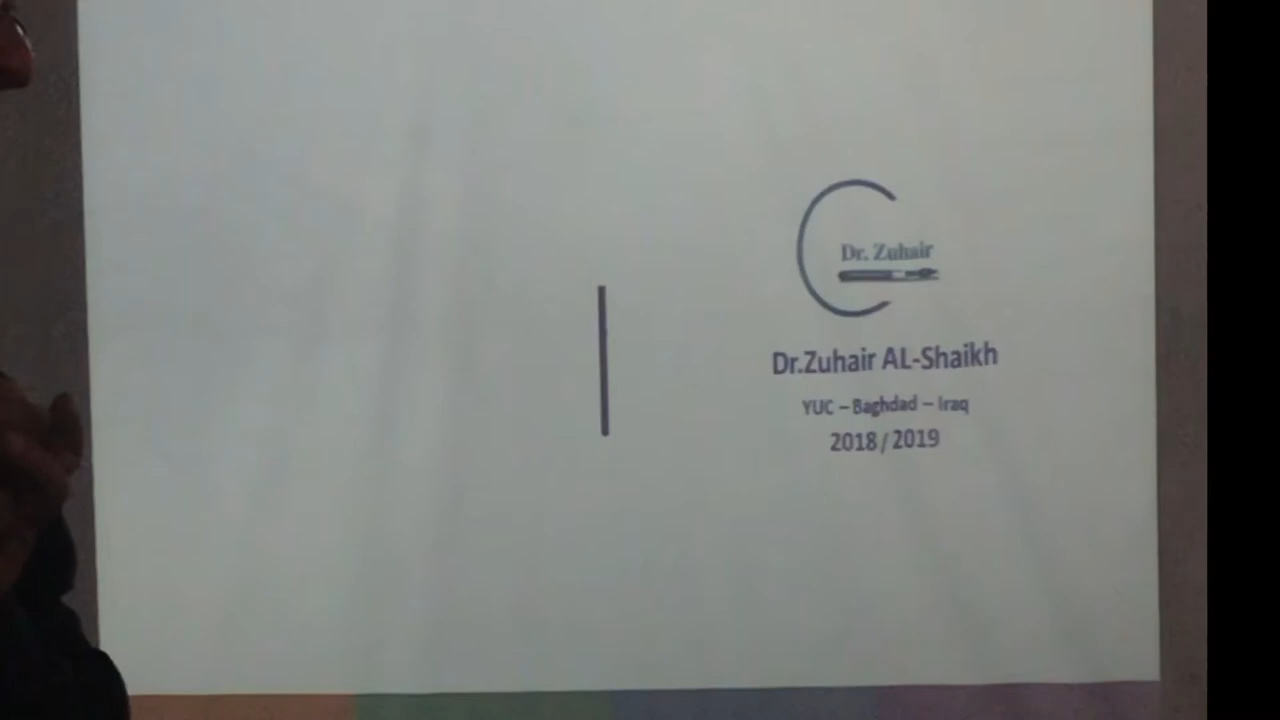 Dr. Zuhair
Dr.Zuhair AL-Shaikh
YUC – Baghdad – Iraq
2018/2019